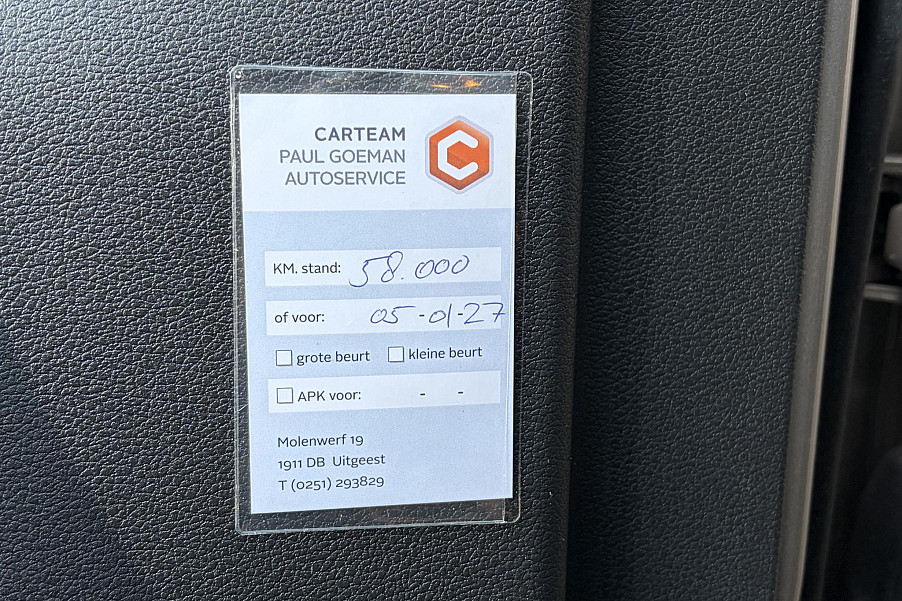 CARTEAM
PAUL GOEMAN
AUTOSERVICE
KM. stand: 58.000
of voor: 05-01-27
grote beurt kleine beurt
APK voor: - -
Molenwerf 19
1911 DB Uitgeest
T (0251) 293829